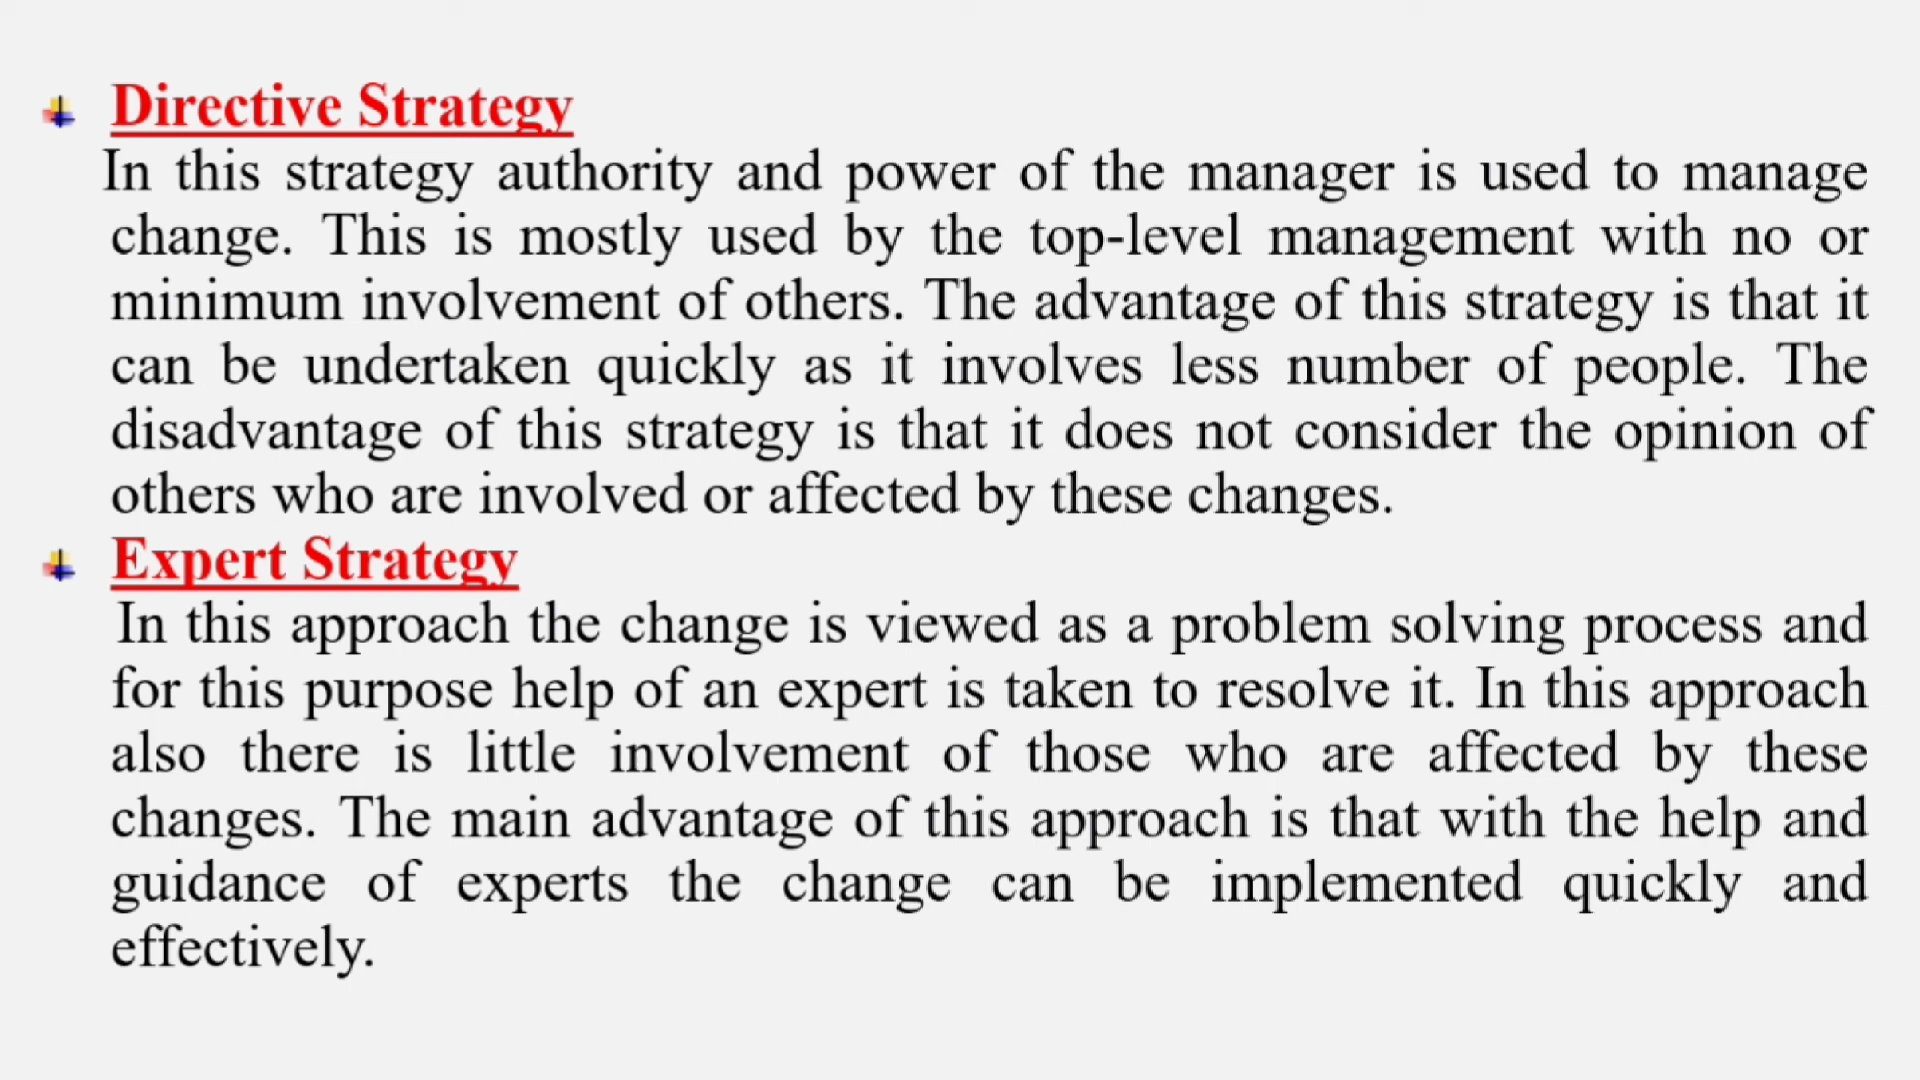 Directive Strategy
In this strategy authority and power of the manager is used to manage
change. This is mostly used by the top-level management with no or
minimum involvement of others. The advantage of this strategy is that it
can be undertaken quickly as it involves less number of people. The
disadvantage of this strategy is that it does not consider the opinion of
others who are involved or affected by these changes.
Expert Strategy
In this approach the change is viewed as a problem solving process and
for this purpose help of an expert is taken to resolve it. In this approach
also there is little involvement of those who are affected by these
changes. The main advantage of this approach is that with the help and
guidance of experts the change can be implemented quickly and
effectively.